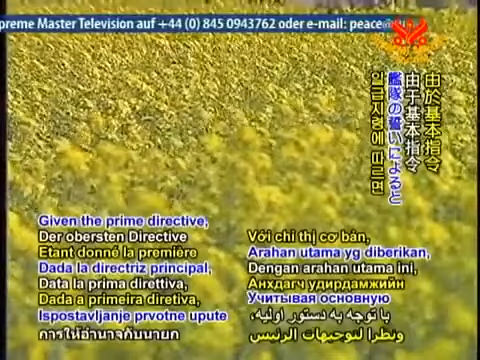 preme Master Television auf +44 (0) 845 0943762 oder e-mail: peace@
由於基本指令
由于基本指令
艦隊の誓いによると
일급지령에 따르면
Given the prime directive,
Der obersten Directive
Etant donné la première
Dada la directriz principal,
Data la prima direttiva,
Dada a primeira diretiva,
Ispostavljanje prvotne upute
การให้อำนาจกับนายก
Với chỉ thị cơ bản,
Arahan utama yg diberikan,
Dengan arahan utama ini,
Анхдагч удирдамжийн
Учитывая основную
با توجه به دستور اولیه،
ونظرا لتوجيهات الرئيس